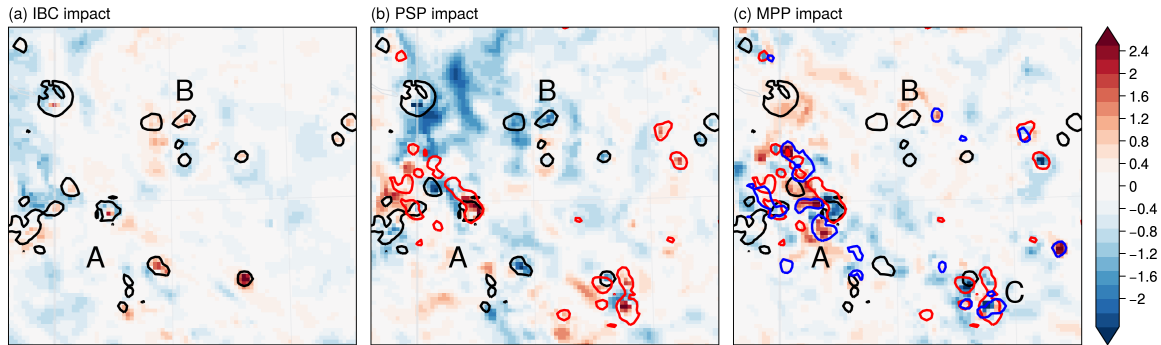 (a) IBC impact
(b) PSP impact
(c) MPP impact
B
B
B
A
A
A
C
2.4
2
1.6
1.2
0.8
0.4
0
−0.4
−0.8
−1.2
−1.6
−2